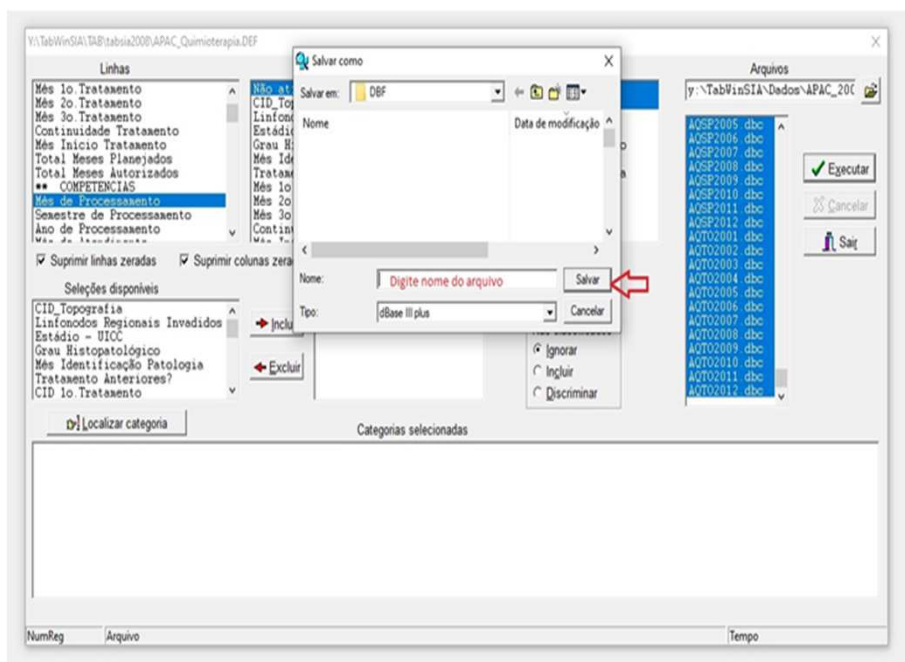 Y:\TabWinSIA\TAB\tabsia2008\APAC_Quimioterapia.DEF
Linhas
Mês 1o.Tratamento
Mês 2o.Tratamento
Mês 3o.Tratamento
Continuidade Tratamento
Mês Início Tratamento
Total Meses Planejados
Total Meses Autorizados
** COMPETENCIAS
Mês de Processamento
Semestre de Processamento
Ano de Processamento
Suprimir linhas zeradas
Suprimir colunas zera
Não at
CID_To
Linfon
Estádi
Grau H
Mês Id
Tratam
Mês 1o
Mês 2o
Mês 3o
Contin
Salvar como
Salvar em:
DBF
Nome
Data de modificação
Nome:
Digite nome do arquivo
Salvar
Tipo:
dBase III plus
Cancelar
Arquivos
y:\TabWinSIA\Dados\APAC_200
AQSP2005.dbc
AQSP2006.dbc
AQSP2007.dbc
AQSP2008.dbc
AQSP2009.dbc
AQSP2010.dbc
AQSP2011.dbc
AQSP2012.dbc
AQTO2001.dbc
AQTO2002.dbc
AQTO2003.dbc
AQTO2004.dbc
AQTO2005.dbc
AQTO2006.dbc
AQTO2007.dbc
AQTO2008.dbc
AQTO2009.dbc
AQTO2010.dbc
AQTO2011.dbc
AQTO2012.dbc
Executar
Cancelar
Sair
Seleções disponíveis
CID_Topografia
Linfonodos Regionais Invadidos
Estádio - UICC
Grau Histopatológico
Mês Identificação Patologia
Tratamento Anteriores?
CID 1o.Tratamento
Inclu
Excluir
Ignorar
Incluir
Discriminar
Localizar categoria
Categorias selecionadas
NumReg
Arquivo
Tempo